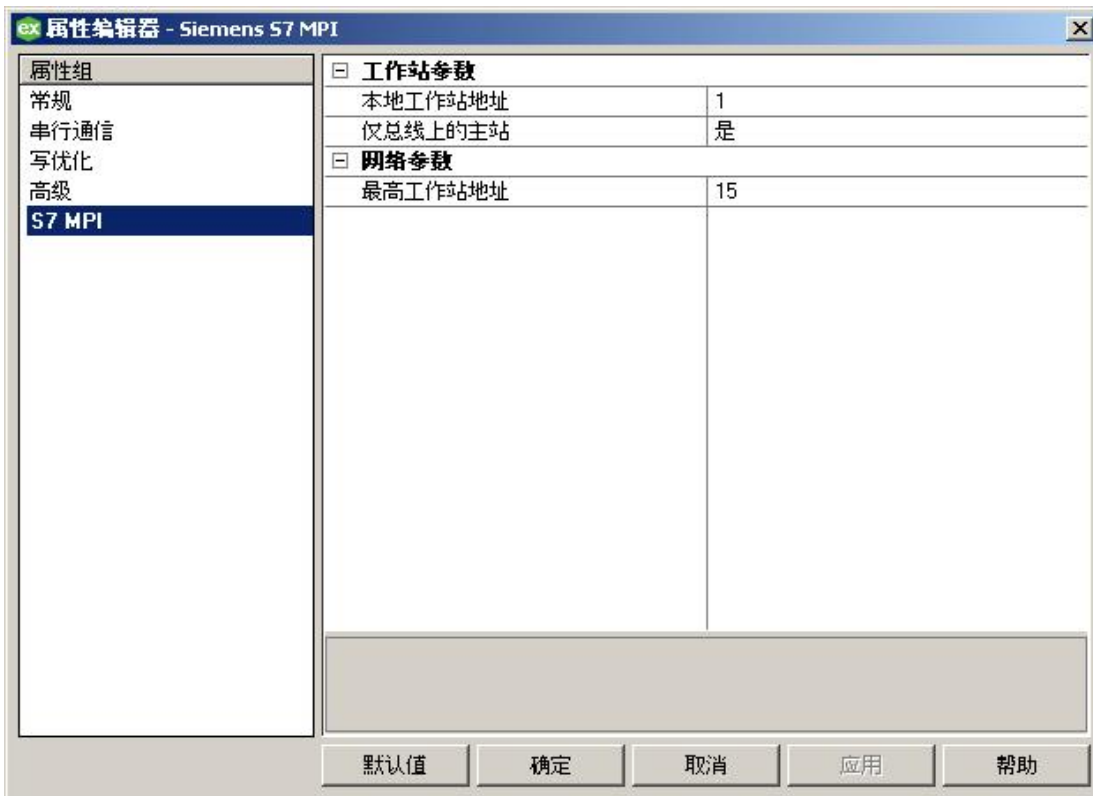 ex 属性编辑器 - Siemens S7 MPI
属性组
常规
串行通信
写优化
高级
S7 MPI
工作站参数
本地工作站地址 1
仅总线上的主站 是
网络参数
最高工作站地址 15
默认值 确定 取消 应用 帮助